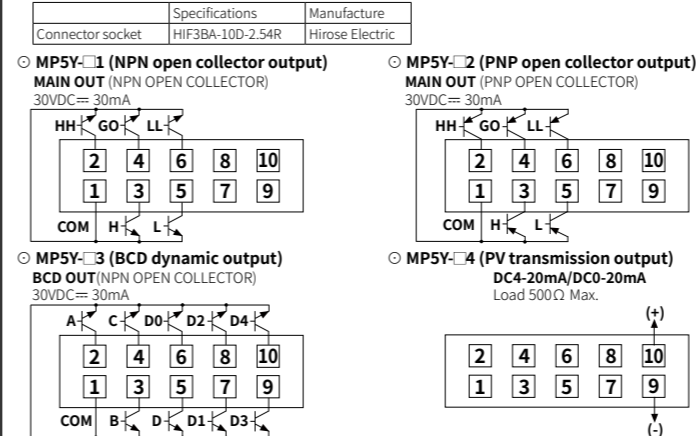 Specifications Manufacture
Connector socket HIF3BA-10D-2.54R Hirose Electric
⊙ MP5Y-□1 (NPN open collector output)
MAIN OUT (NPN OPEN COLLECTOR)
30VDC⎓ 30mA
HH GO LL
2 4 6 8 10
1 3 5 7 9
COM H L
⊙ MP5Y-□2 (PNP open collector output)
MAIN OUT (PNP OPEN COLLECTOR)
30VDC⎓ 30mA
HH GO LL
2 4 6 8 10
1 3 5 7 9
COM H L
⊙ MP5Y-□3 (BCD dynamic output)
BCD OUT(NPN OPEN COLLECTOR)
30VDC⎓ 30mA
A C D0 D2 D4
2 4 6 8 10
1 3 5 7 9
COM B D D1 D3
⊙ MP5Y-□4 (PV transmission output)
DC4-20mA/DC0-20mA
Load 500Ω Max.
(+)
2 4 6 8 10
1 3 5 7 9
(-)